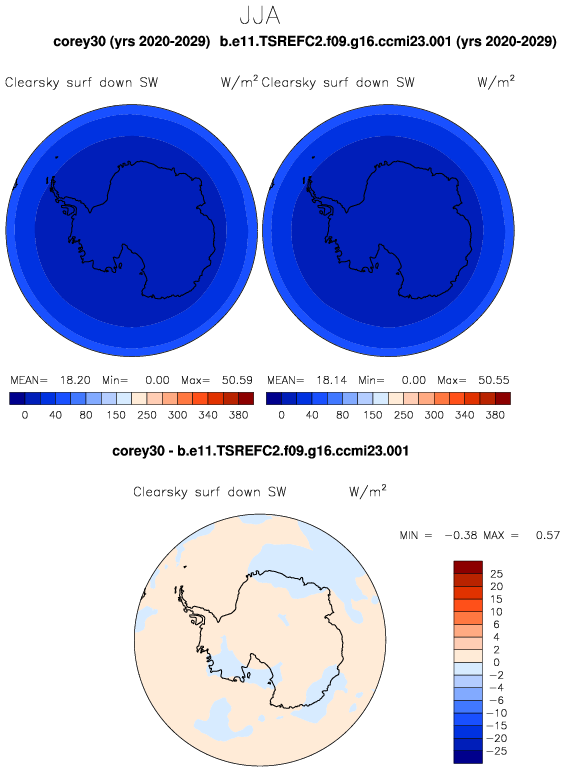 JJA
corey30 (yrs 2020-2029) b.e11.TSREFC2.f09.g16.ccmi23.001 (yrs 2020-2029)
Clearsky surf down SW W/m² Clearsky surf down SW W/m²
MEAN= 18.20 Min= 0.00 Max= 50.59 MEAN= 18.14 Min= 0.00 Max= 50.55
0 40 80 150 250 300 340 380 0 40 80 150 250 300 340 380
corey30 - b.e11.TSREFC2.f09.g16.ccmi23.001
Clearsky surf down SW W/m²
MIN = -0.38 MAX = 0.57
25
20
15
10
6
4
2
0
-2
-4
-6
-10
-15
-20
-25